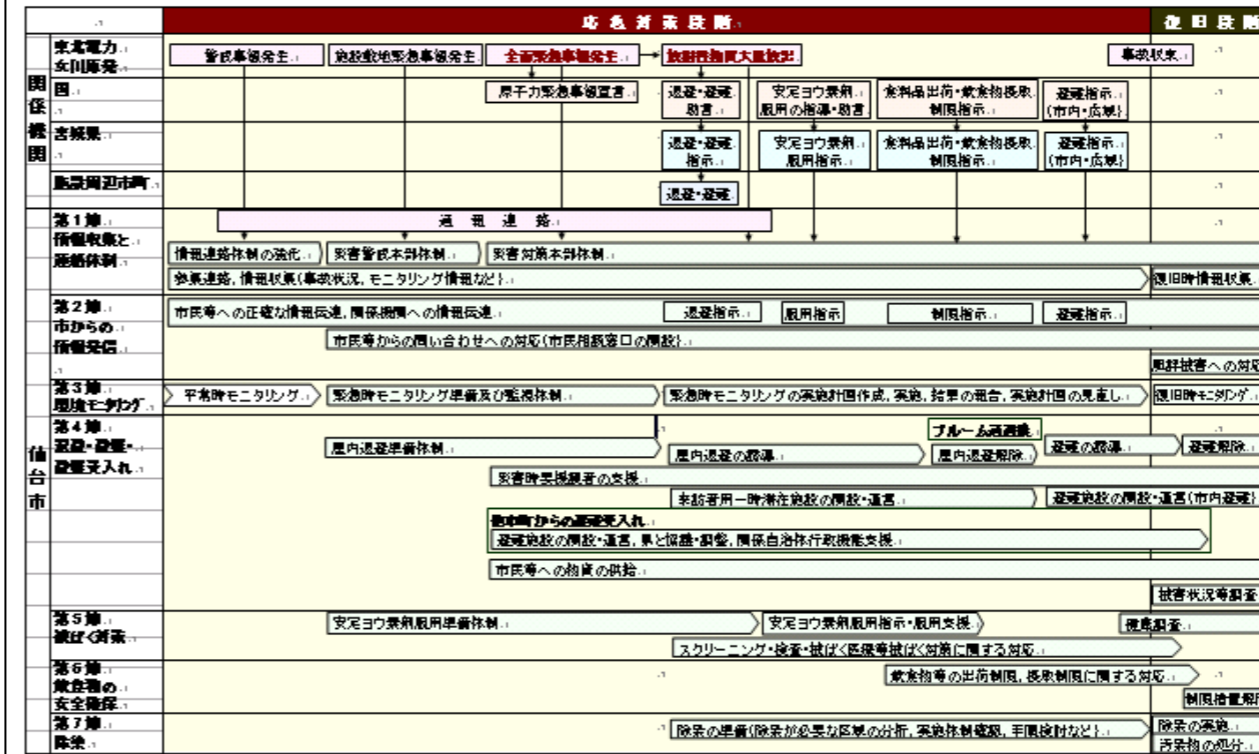 応急対策段階
復旧段階
関係機関
東北電力
女川原発
警戒事態発生
施設敷地緊急事態発生
全面緊急事態発生
放射性物質大量放出
事故収束
国
原子力緊急事態宣言
退避・避難
助言
安定ヨウ素剤
服用の指導・助言
食料品出荷・飲食物摂取
制限指示
避難指示
(市内・広域)
宮城県
退避・避難
指示
安定ヨウ素剤
服用指示
食料品出荷・飲食物摂取
制限指示
避難指示
(市内・広域)
施設周辺市町
退避・避難
仙台市
第1節
情報収集と
連絡体制
通報連絡
情報連絡体制の強化
災害警戒本部体制
災害対策本部体制
参集連絡,情報収集(事故状況,モニタリング情報など)
復旧時情報収集
第2節
市からの
情報発信
市民等への正確な情報伝達,関係機関への情報伝達
退避指示
服用指示
制限指示
避難指示
市民等からの問い合わせへの対応(市民相談窓口の開設)
風評被害への対応
第3節
環境モニタリング
平常時モニタリング
緊急時モニタリング準備及び監視体制
緊急時モニタリングの実施計画作成,実施,結果の報告,実施計画の見直し
復旧時モニタリング
第4節
退避・避難・
避難受入れ
プルーム通過後
屋内退避準備体制
屋内退避の誘導
屋内退避解除
避難の誘導
避難解除
災害時要援護者の支援
来訪者用一時滞在施設の開設・運営
避難施設の開設・運営(市内避難)
他市町からの避難受入れ
避難施設の開設・運営,県と協議・調整,関係自治体行政機能支援
市民等への物資の供給
被害状況等調査
第5節
被ばく対策
安定ヨウ素剤服用準備体制
安定ヨウ素剤服用指示・服用支援
健康調査
スクリーニング・検査・被ばく医療等被ばく対策に関する対応
第6節
飲食物の
安全確保
飲食物等の出荷制限,摂取制限に関する対応
制限措置解除
第7節
除染
除染の準備(除染が必要な区域の分析,実施体制確認,手順検討など)
除染の実施
汚染物の処分